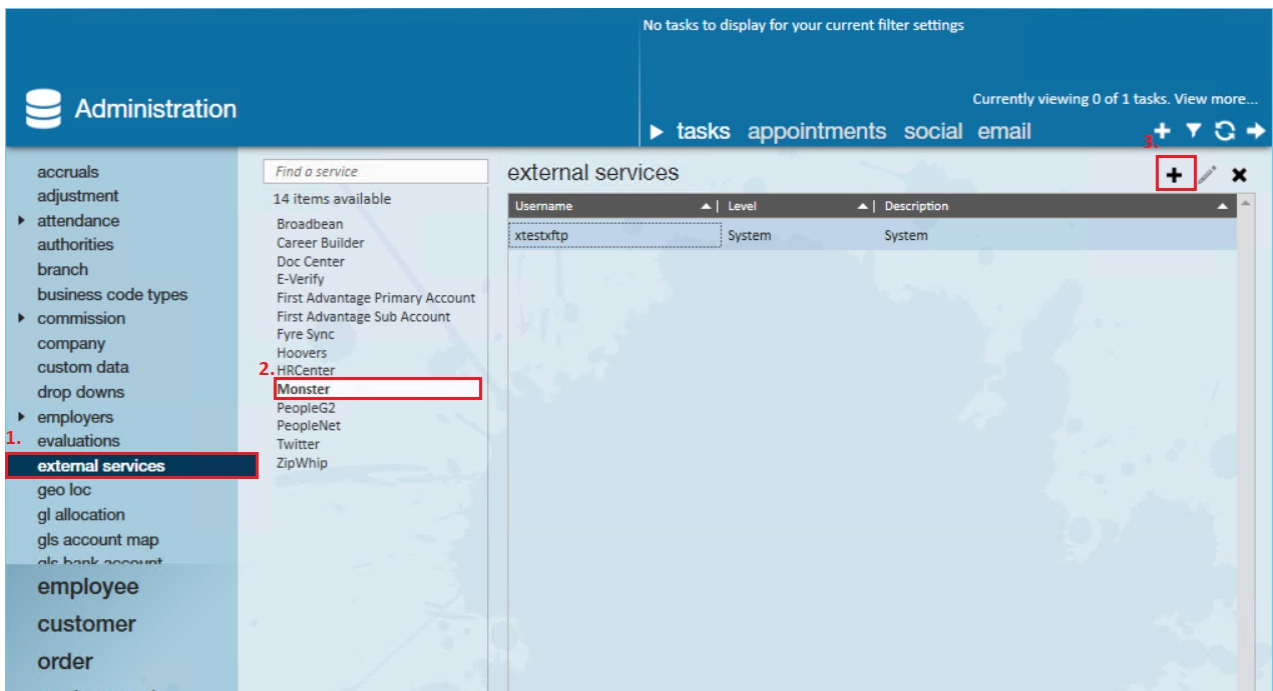 No tasks to display for your current filter settings
Administration
Currently viewing 0 of 1 tasks. View more...
tasks appointments social email
3.
accruals
adjustment
attendance
authorities
branch
business code types
commission
company
custom data
drop downs
employers
1.
evaluations
external services
geo loc
gl allocation
gls account map
gls bank account
employee
customer
order
Find a service
14 items available
Broadbean
Career Builder
Doc Center
E-Verify
First Advantage Primary Account
First Advantage Sub Account
Fyre Sync
Hoovers
2. HRCenter
Monster
PeopleG2
PeopleNet
Twitter
ZipWhip
external services
Username Level Description
xtestxftp System System